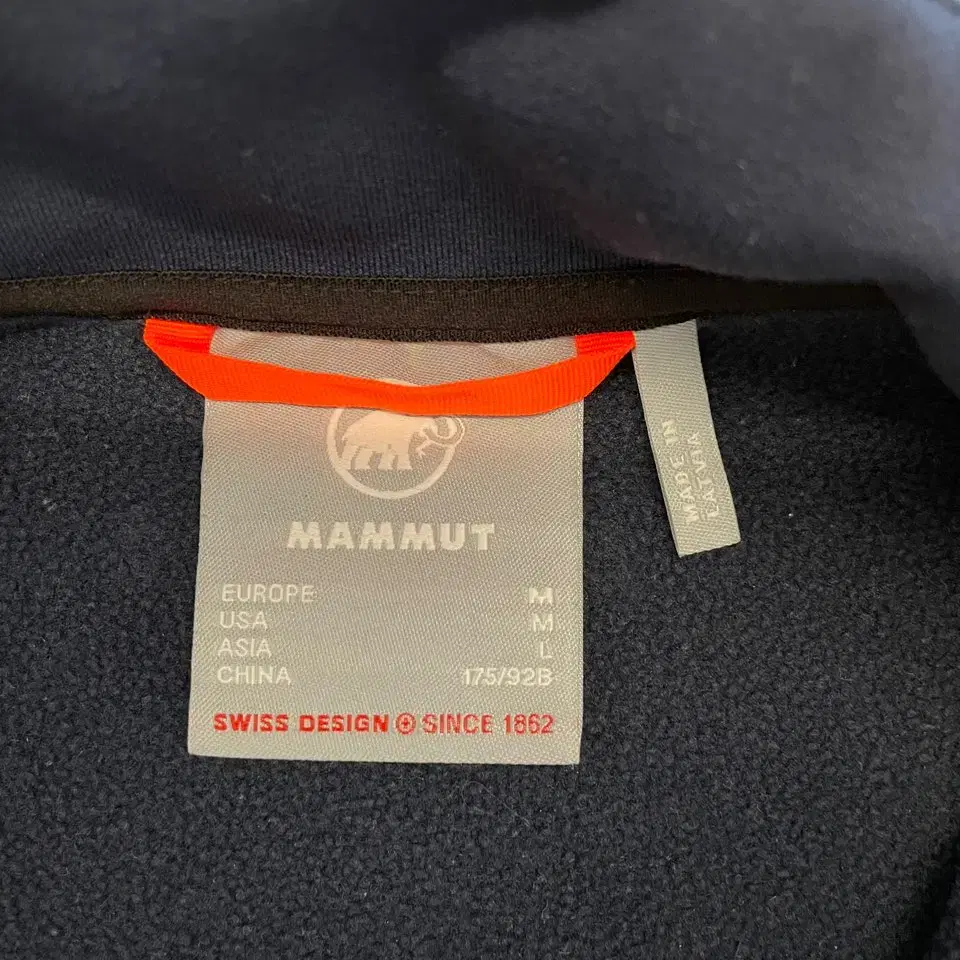 MAMMUT
EUROPE M
USA M
ASIA L
CHINA 175/92B
SWISS DESIGN SINCE 1862
MADE IN
LATVIA